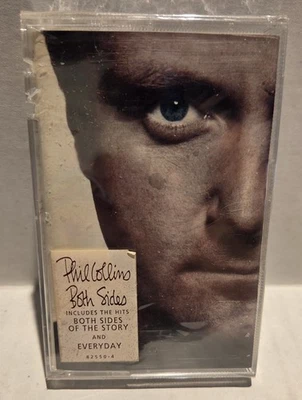 Phil Collins
Both Sides
INCLUDES THE HITS
BOTH SIDES
OF THE STORY
AND
EVERYDAY
82550-4